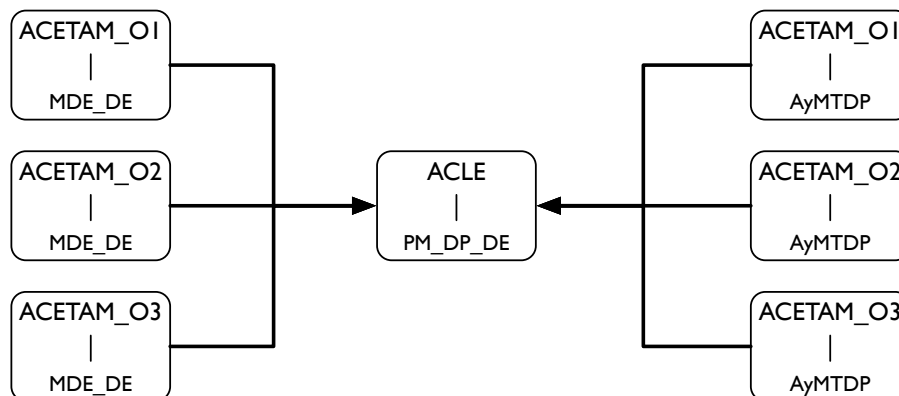 ACETAM_O1
MDE_DE
ACETAM_O2
MDE_DE
ACETAM_O3
MDE_DE
ACLE
PM_DP_DE
ACETAM_O1
AyMTDP
ACETAM_O2
AyMTDP
ACETAM_O3
AyMTDP